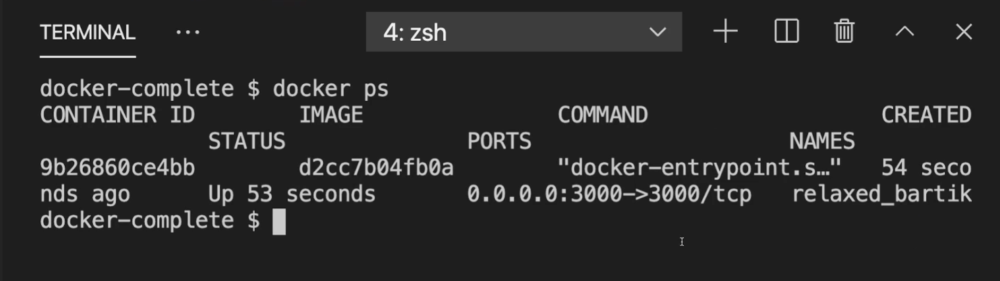 TERMINAL ... 4: zsh
docker-complete $ docker ps
CONTAINER ID IMAGE COMMAND CREATED
STATUS PORTS NAMES
9b26860ce4bb d2cc7b04fb0a "docker-entrypoint.s…" 54 seco
nds ago Up 53 seconds 0.0.0.0:3000->3000/tcp relaxed_bartik
docker-complete $